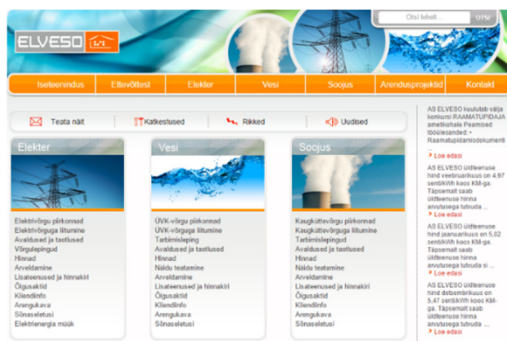 ELVESO
Otsi lehelt ...
OTSI
Iseteenindus
Ettevõttest
Elekter
Vesi
Soojus
Arendusprojektid
Kontakt
Teata näit
Katkestused
Rikked
Uudised
Elekter
Elektrivõrgu piirkonnad
Elektrivõrguga liitumine
Avaldused ja taotlused
Võrgulepingud
Hinnad
Arveldamine
Lisateenused ja hinnakiri
Õigusaktid
Kliendiinfo
Arengukava
Sõnaseletusi
Elektrienergia müük
Vesi
ÜVK-võrgu piirkonnad
ÜVK-võrguga liitumine
Tarbimisleping
Avaldused ja taotlused
Hinnad
Näidu teatamine
Arveldamine
Lisateenused ja hinnakiri
Õigusaktid
Kliendiinfo
Arengukava
Sõnaseletusi
Soojus
Kaugküttevõrgu piirkonnad
Kaugküttevõrguga liitumine
Tarbimisleping
Avaldused ja taotlused
Hinnad
Näidu teatamine
Arveldamine
Lisateenused ja hinnakiri
Õigusaktid
Kliendiinfo
Arengukava
Sõnaseletusi
AS ELVESO kuulutab välja
konkursi RAAMATUPIDAJA
ametikohale Peamised
tööülesanded: •
Raamatupidamisdokumenti
...
Loe edasi
AS ELVESO üldteenuse
hind veebruarikuus on 4,97
senti/kWh koos KM-ga.
Täpsemalt saab
üldteenuse hinna
arvutusega tutvuda ...
Loe edasi
AS ELVESO üldteenuse
hind jaanuarikuus on 5,02
senti/kWh koos KM-ga.
Täpsemalt saab
üldteenuse hinna
arvutusega tutvuda si ...
Loe edasi
AS ELVESO üldteenuse
hind detsembrikuus on
5,47 senti/kWh koos KM-
ga. Täpsemalt saab
üldteenuse hinna
arvutusega tutvuda ...
Loe edasi